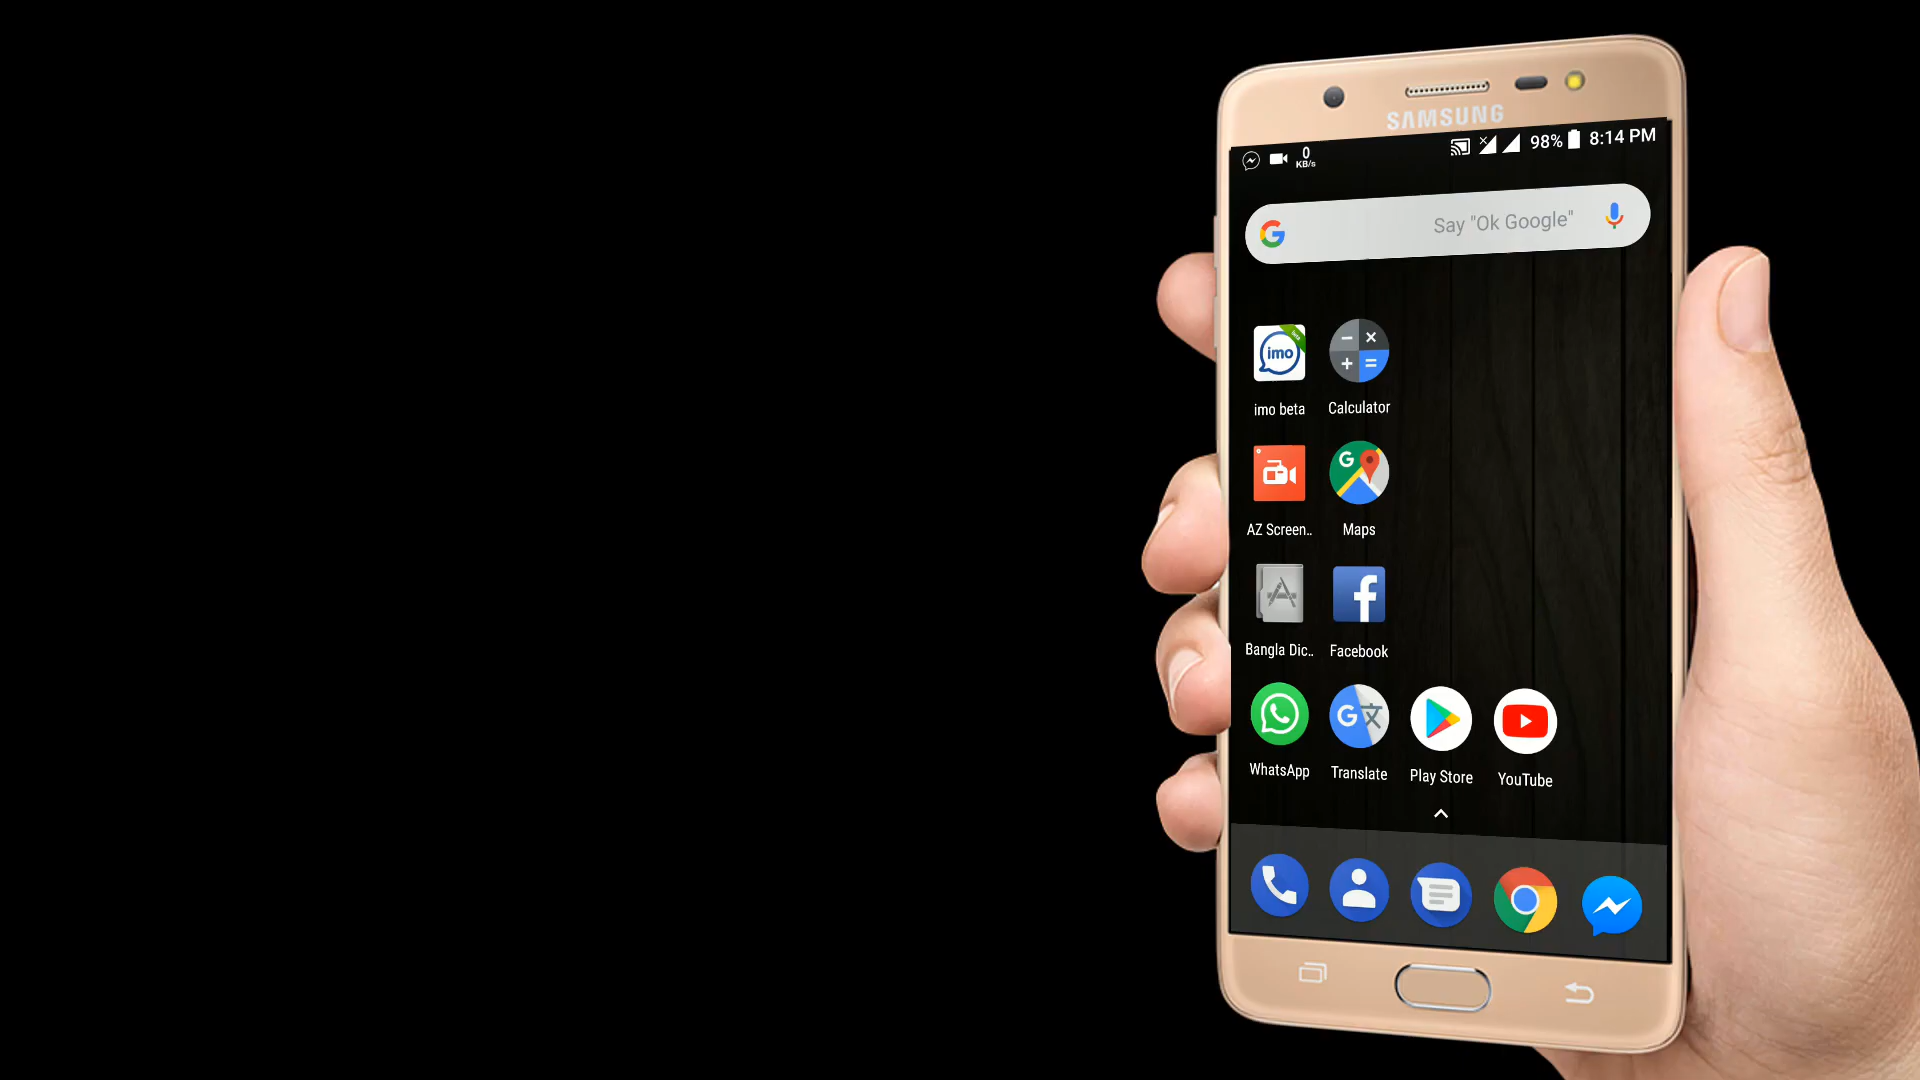 SAMSUNG
0
KB/s
98% 8:14 PM
Say "Ok Google"
imo
beta
imo beta
Calculator
AZ Screen..
Maps
Bangla Dic..
Facebook
WhatsApp
Translate
Play Store
YouTube